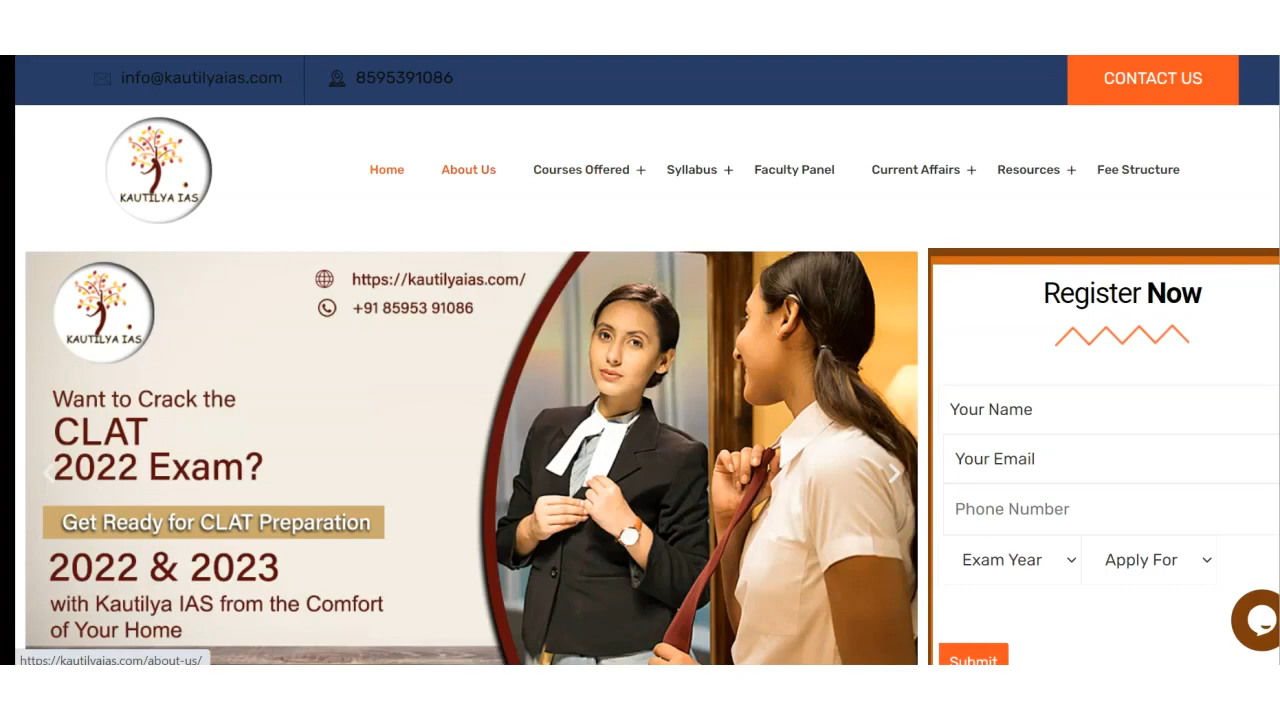 info@kautilyaias.com
8595391086
CONTACT US
KAUTILYA IAS
Home
About Us
Courses Offered +
Syllabus +
Faculty Panel
Current Affairs +
Resources +
Fee Structure
KAUTILYA IAS
https://kautilyaias.com/
+91 85953 91086
Want to Crack the
CLAT
2022 Exam?
Get Ready for CLAT Preparation
2022 & 2023
with Kautilya IAS from the Comfort
of Your Home
Register Now
Your Name
Your Email
Phone Number
Exam Year
Apply For
Submit
https://kautilyaias.com/about-us/